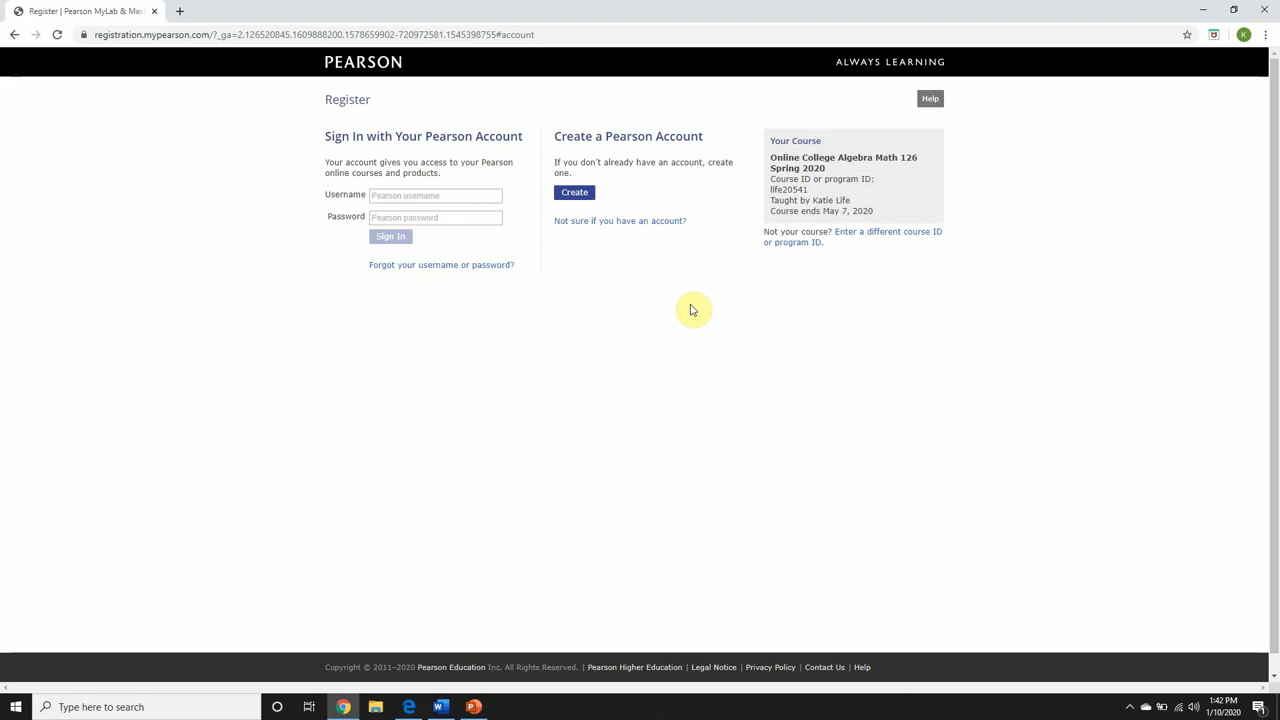 Register | Pearson MyLab & Mas
registration.mypearson.com/?_ga=2.126520845.1609888200.1578659902-720972581.1545398755#account
K
PEARSON
ALWAYS LEARNING
Register
Help
Sign In with Your Pearson Account
Your account gives you access to your Pearson
online courses and products.
Username
Pearson username
Password
Pearson password
Sign In
Forgot your username or password?
Create a Pearson Account
If you don't already have an account, create
one.
Create
Not sure if you have an account?
Your Course
Online College Algebra Math 126
Spring 2020
Course ID or program ID:
life20541
Taught by Katie Life
Course ends May 7, 2020
Not your course? Enter a different course ID
or program ID.
Copyright © 2011–2020 Pearson Education Inc. All Rights Reserved. | Pearson Higher Education | Legal Notice | Privacy Policy | Contact Us | Help
Type here to search
1:42 PM
1/10/2020